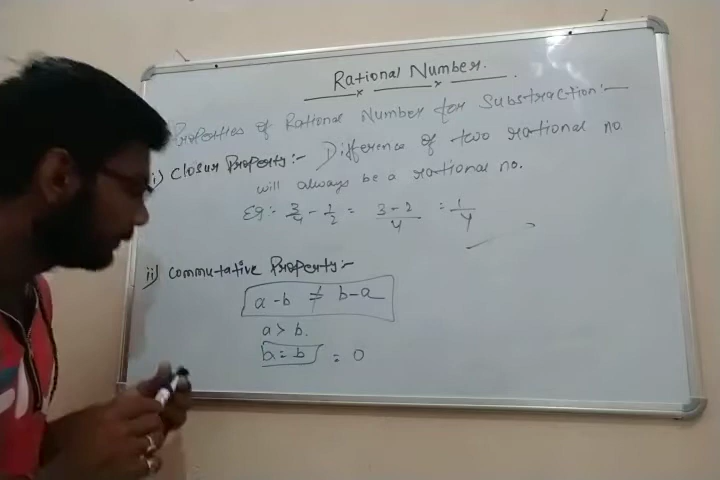 Rational Number.
Properties of Rational Number for Substraction:-
i) Closur Property:- Difference of two rational no.
will always be a rational no.
Eg:- 3/4 - 1/2 = 3-2/4 = 1/4
ii) Commutative Property:-
a-b ≠ b-a
a > b.
a = b = 0